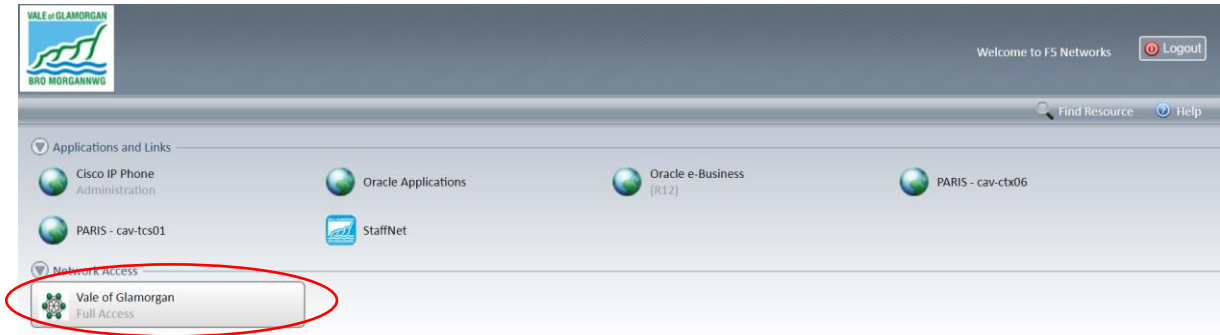 VALE of GLAMORGAN
BRO MORGANNWG
Welcome to F5 Networks
Logout
Find Resource
Help
Applications and Links
Cisco IP Phone
Administration
Oracle Applications
Oracle e-Business
(R12)
PARIS - cav-ctx06
PARIS - cav-tcs01
StaffNet
Network Access
Vale of Glamorgan
Full Access